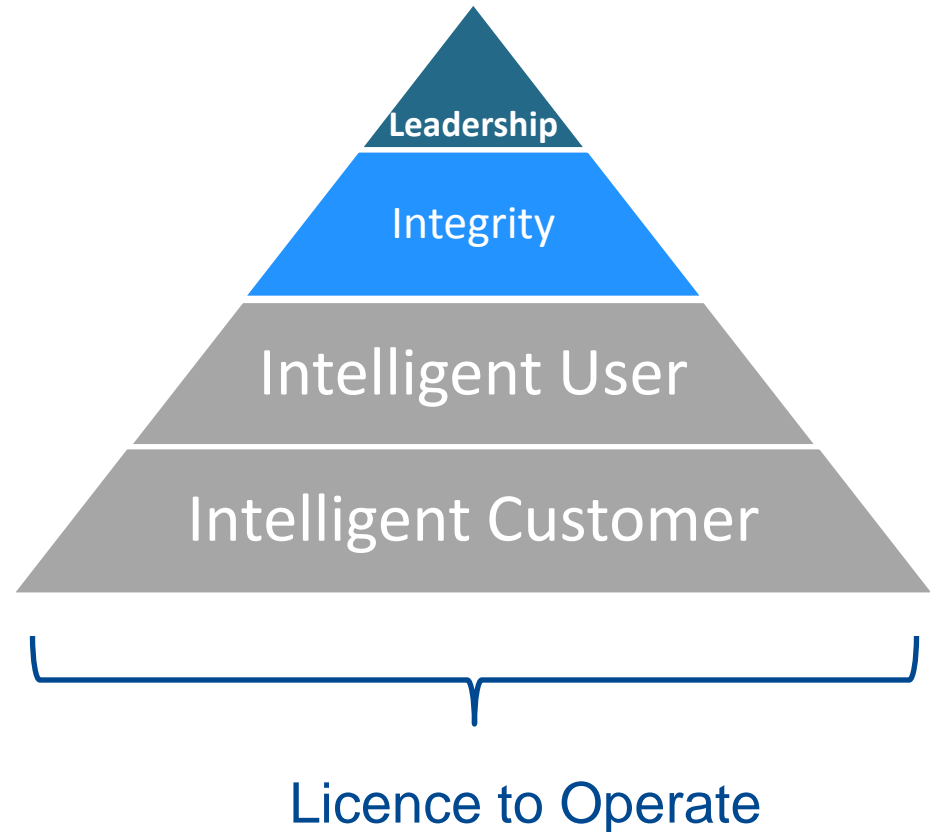 Leadership
Integrity
Intelligent User
Intelligent Customer
Licence to Operate